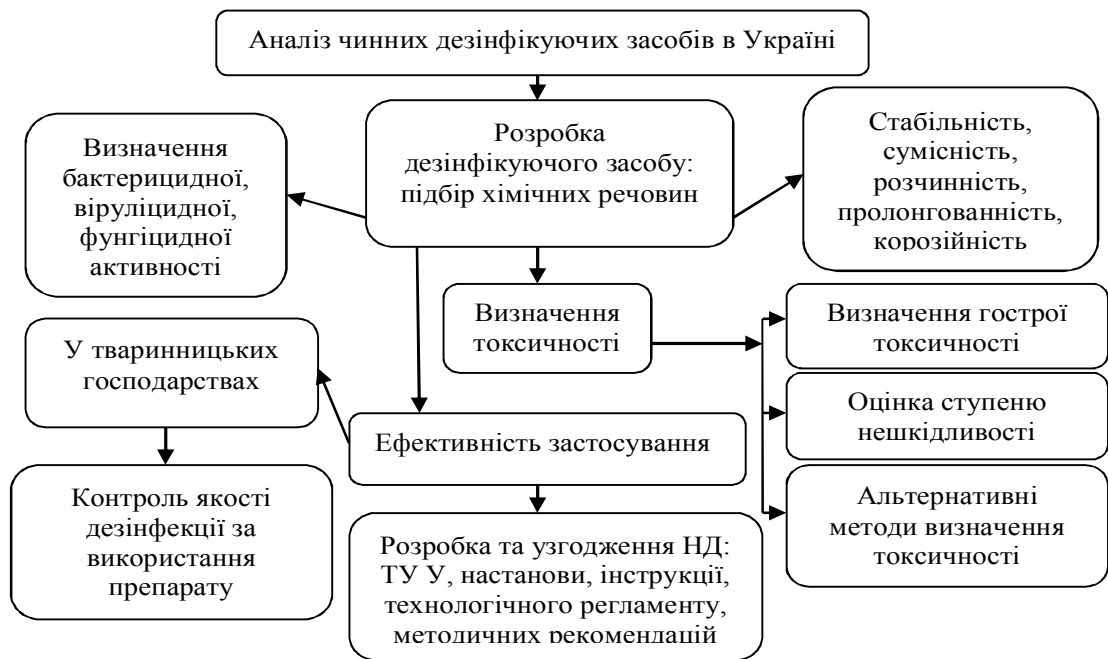 Аналіз чинних дезінфікуючих засобів в Україні
Визначення
бактерицидної,
віруліцидної,
фунгіцидної
активності
Розробка
дезінфікуючого засобу:
підбір хімічних речовин
Стабільність,
сумісність,
розчинність,
пролонгованність,
корозійність
Визначення
токсичності
Визначення гострої
токсичності
Оцінка ступеню
нешкідливості
Альтернативні
методи визначення
токсичності
У тваринницьких
господарствах
Ефективність застосування
Контроль якості
дезінфекції за
використання
препарату
Розробка та узгодження НД:
ТУ У, настанови, інструкції,
технологічного регламенту,
методичних рекомендацій